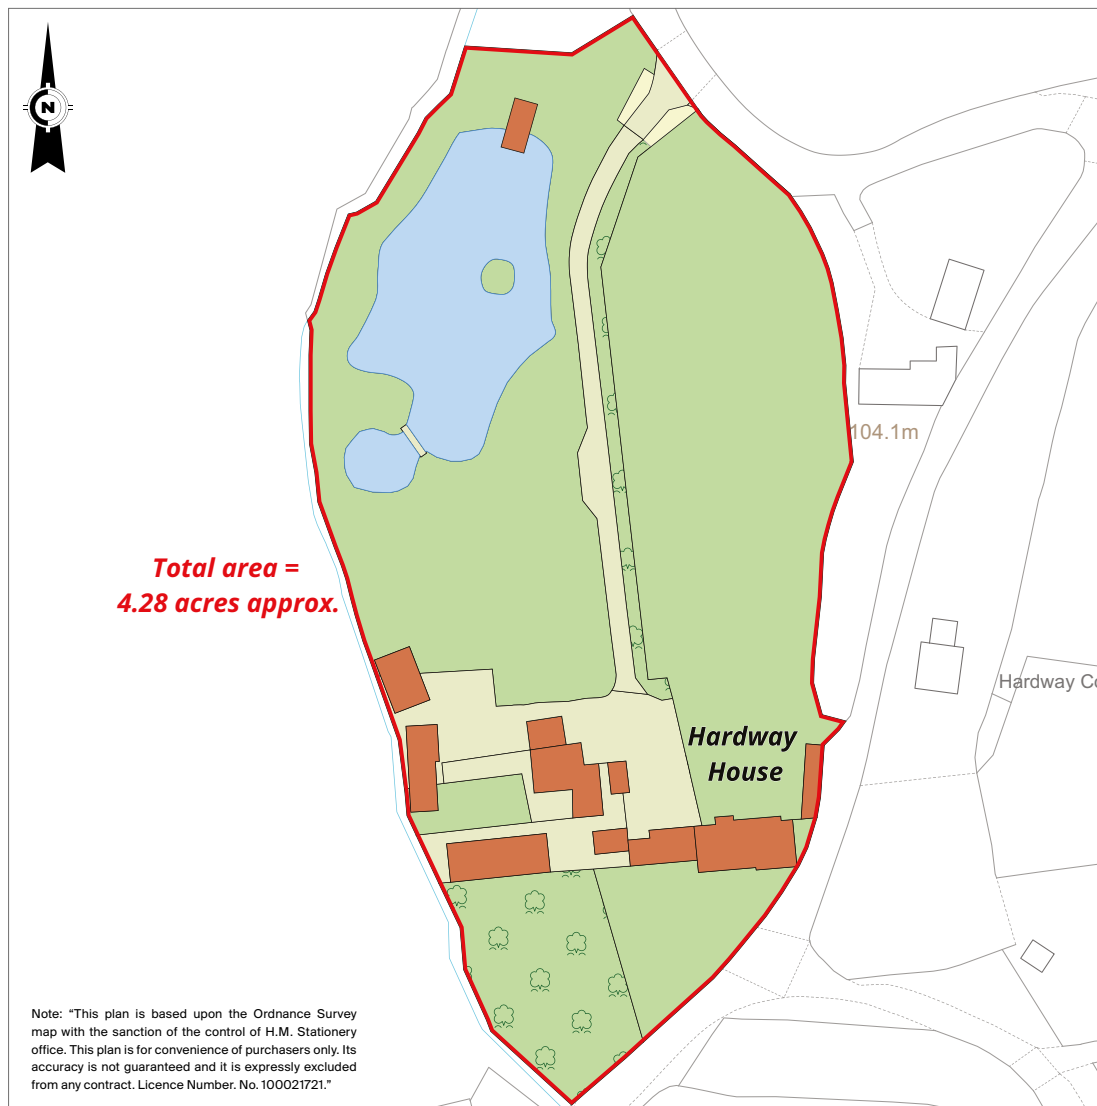 N
104.1m
Total area =
4.28 acres approx.
Hardway Co
Hardway
House
Note: “This plan is based upon the Ordnance Survey
map with the sanction of the control of H.M. Stationery
office. This plan is for convenience of purchasers only. Its
accuracy is not guaranteed and it is expressly excluded
from any contract. Licence Number. No. 100021721.”